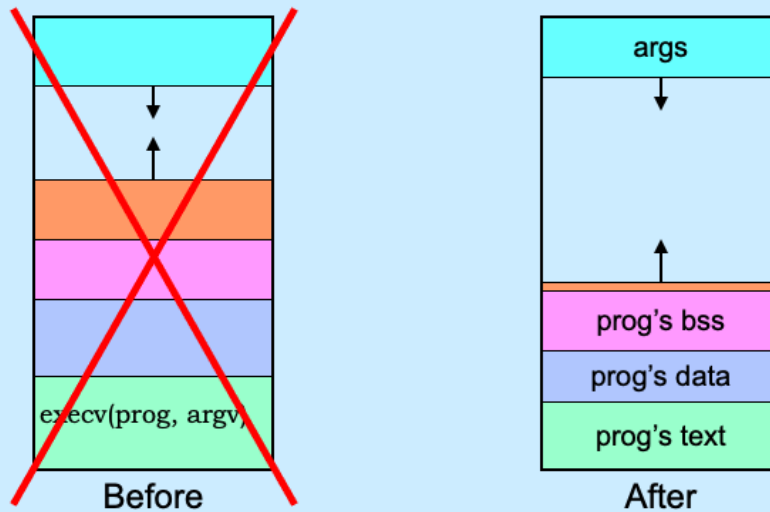 args
prog’s bss
prog’s data
execv(prog, argv)
prog’s text
Before
After